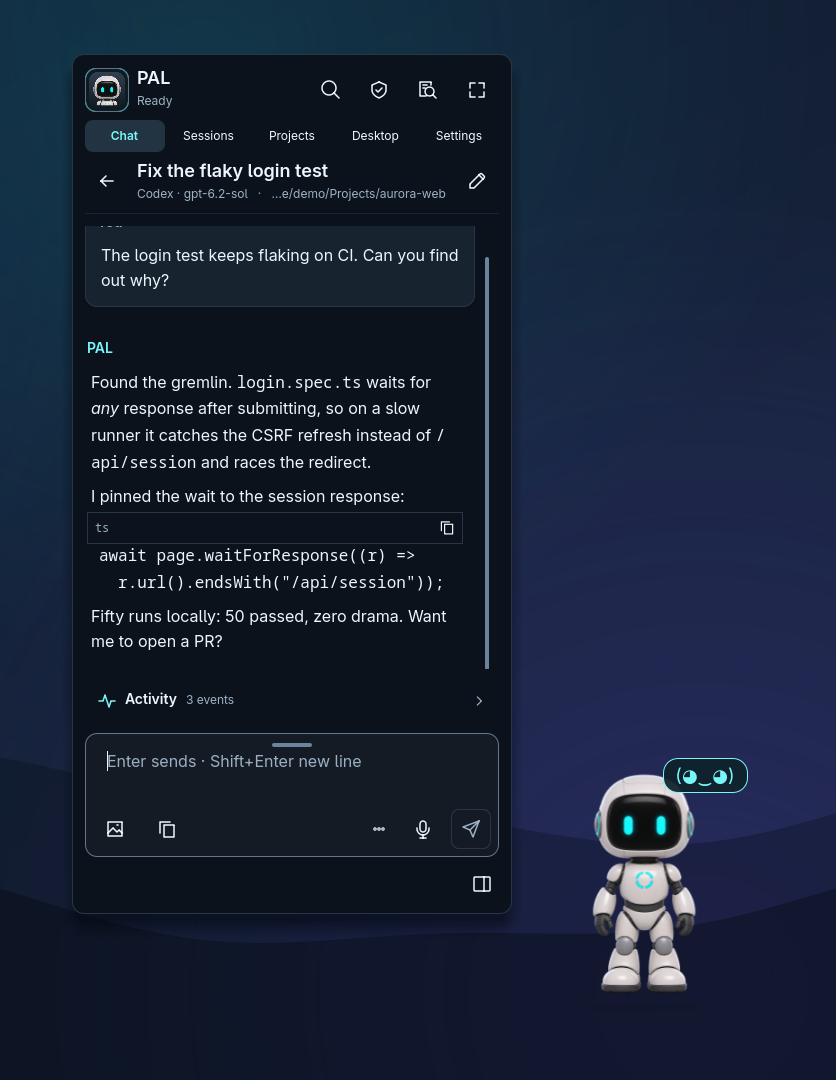 PAL
Ready
Chat
Sessions
Projects
Desktop
Settings
Fix the flaky login test
Codex · gpt-6.2-sol · ...e/demo/Projects/aurora-web
The login test keeps flaking on CI. Can you find
out why?
PAL
Found the gremlin. login.spec.ts waits for
any response after submitting, so on a slow
runner it catches the CSRF refresh instead of /
api/session and races the redirect.
I pinned the wait to the session response:
ts
await page.waitForResponse((r) =>
r.url().endsWith("/api/session"));
Fifty runs locally: 50 passed, zero drama. Want
me to open a PR?
Activity 3 events
Enter sends · Shift+Enter new line
(◕‿◕)